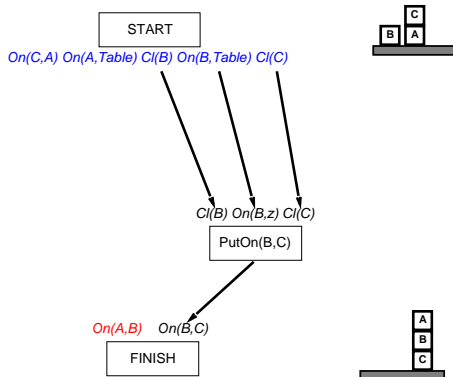 START
C
B A
On(C,A) On(A,Table) Cl(B) On(B,Table) Cl(C)
Cl(B) On(B,z) Cl(C)
PutOn(B,C)
On(A,B) On(B,C)
FINISH
A
B
C